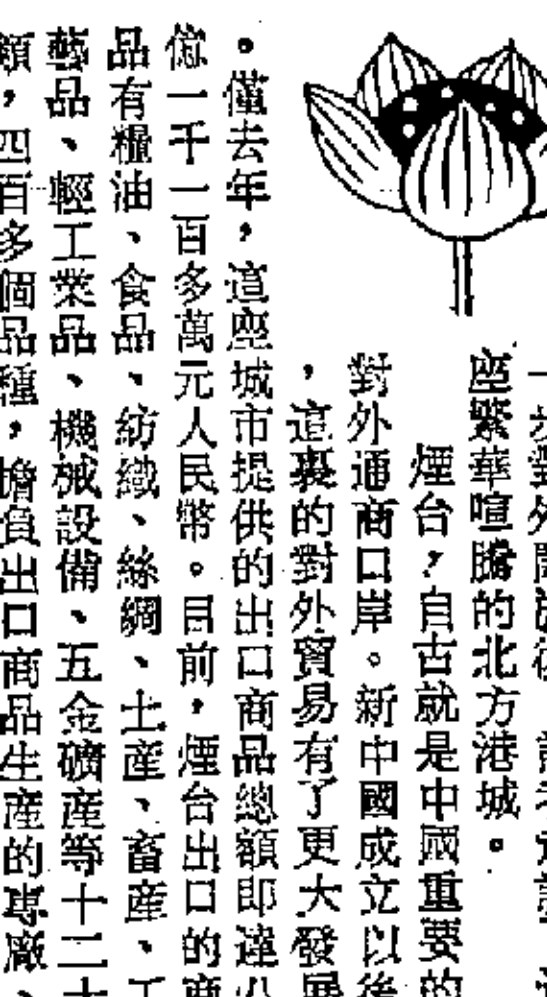 一步對外開放後
座繁華喧騰的北方港城。
煙台，自古就是中國重要的
對外通商口岸。新中國成立以後
，這裏的對外貿易有了更大發展
。僅去年，這座城市提供的出口商品總額即達八
億一千一百多萬元人民幣。目前，煙台出口的商
品有糧油、食品、紡織、絲綢、土産、畜産、工
藝品、輕工業品、機械設備、五金礦産等十二大
類，四百多個品種，擔負出口商品生産的專廠、